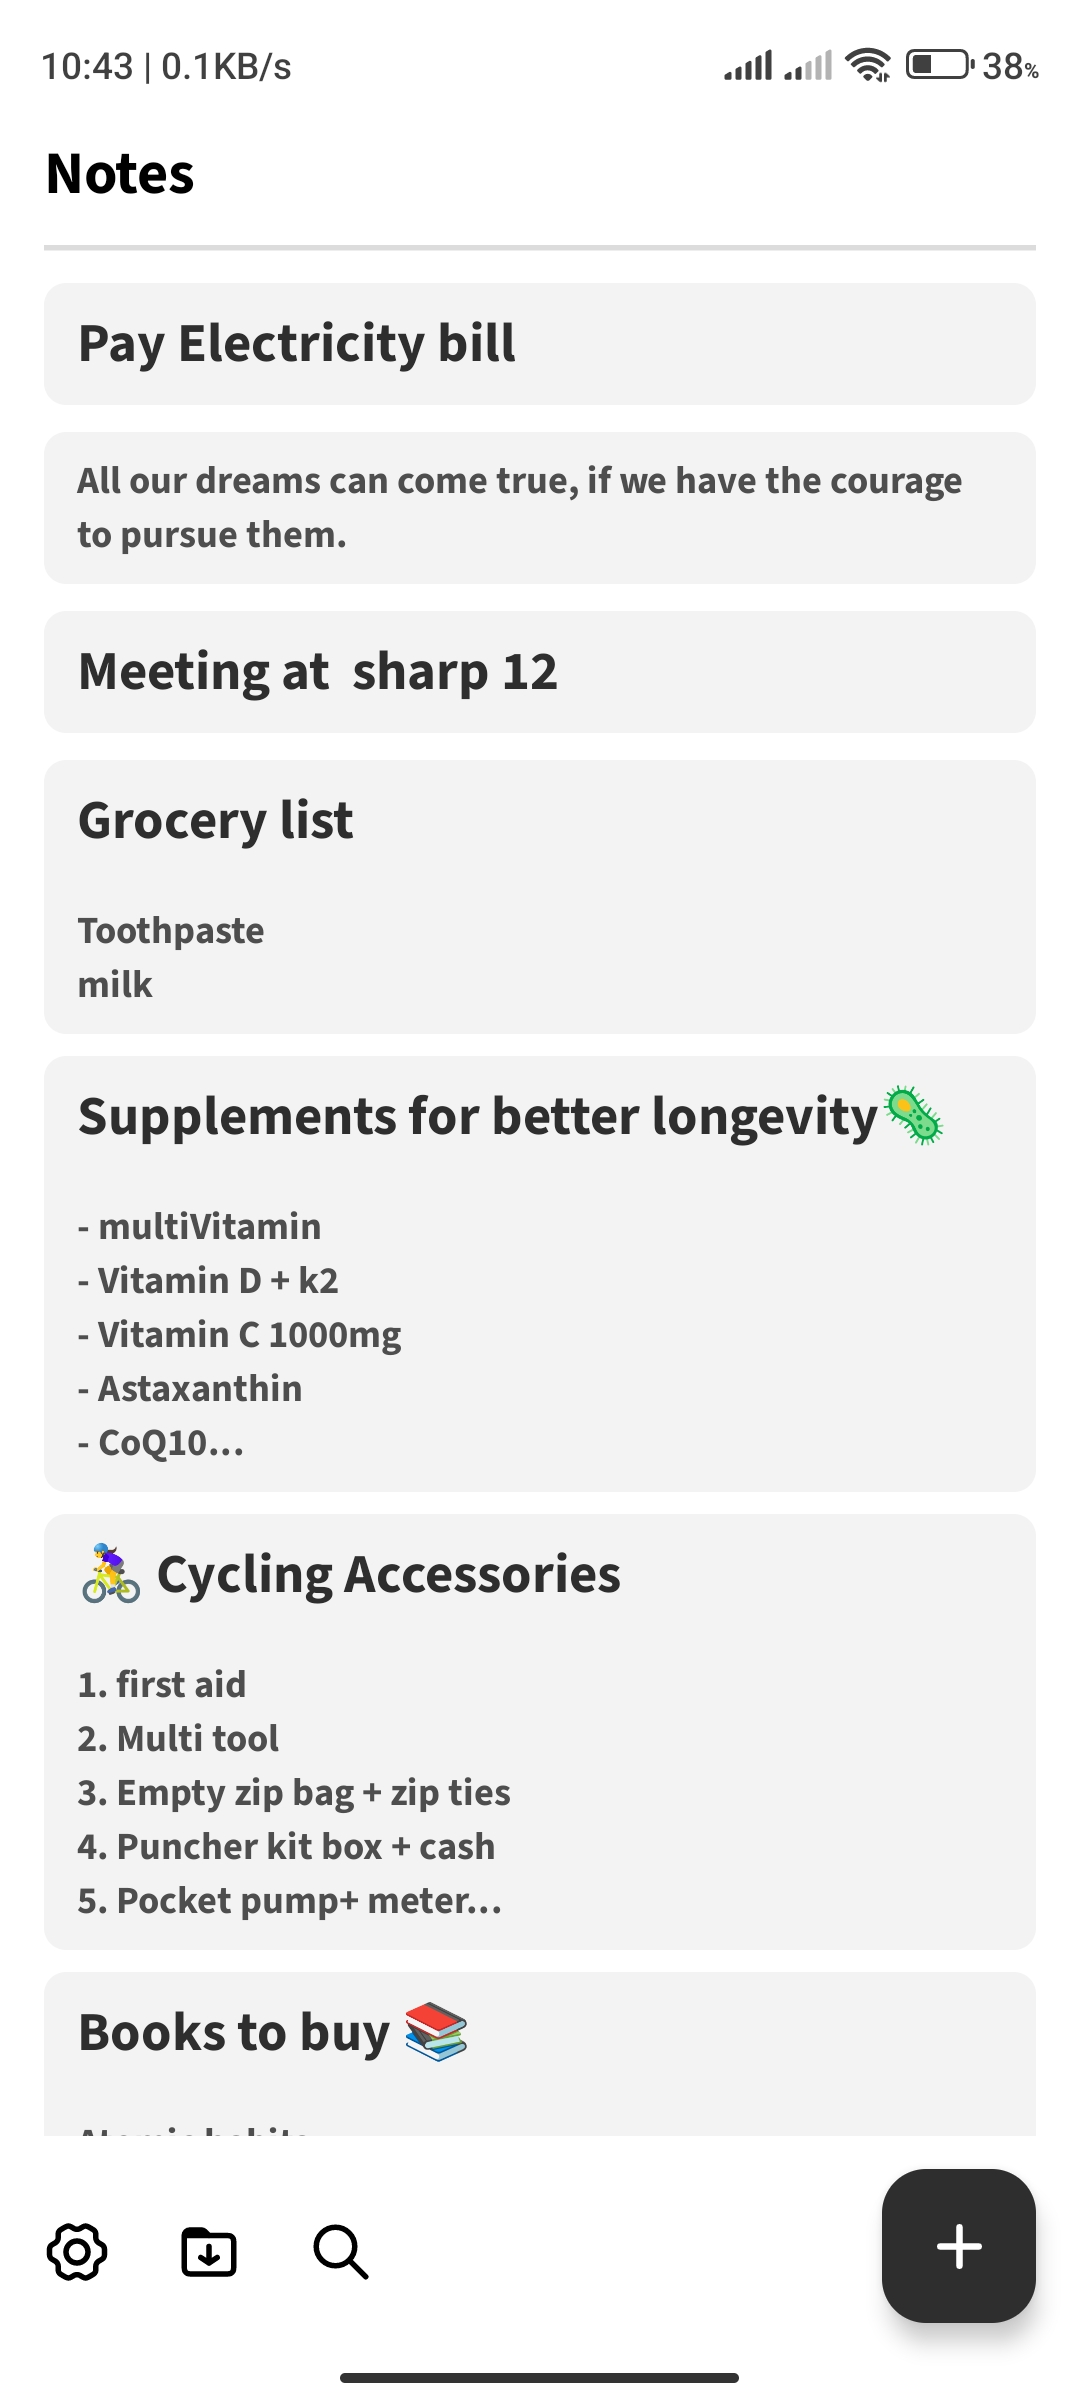 10:43 | 0.1KB/s 38%
Notes
Pay Electricity bill
All our dreams can come true, if we have the courage
to pursue them.
Meeting at  sharp 12
Grocery list
Toothpaste
milk
Supplements for better longevity🦠
- multiVitamin
- Vitamin D + k2
- Vitamin C 1000mg
- Astaxanthin
- CoQ10...
🚴‍♀️ Cycling Accessories
1. first aid
2. Multi tool
3. Empty zip bag + zip ties
4. Puncher kit box + cash
5. Pocket pump+ meter...
Books to buy 📚